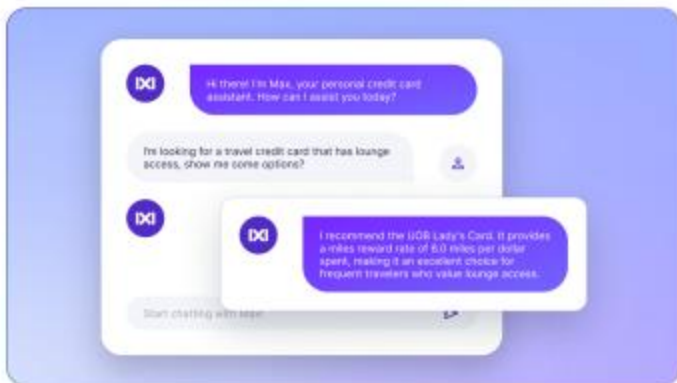 Hi there! I'm Max, your personal credit card
assistant. How can I assist you today?
I'm looking for a travel credit card that has lounge
access, show me some options?
I recommend the UOB Lady's Card. It provides
a miles reward rate of 6.0 miles per dollar
spent, making it an excellent choice for
frequent travelers who value lounge access.
Start chatting with Max!